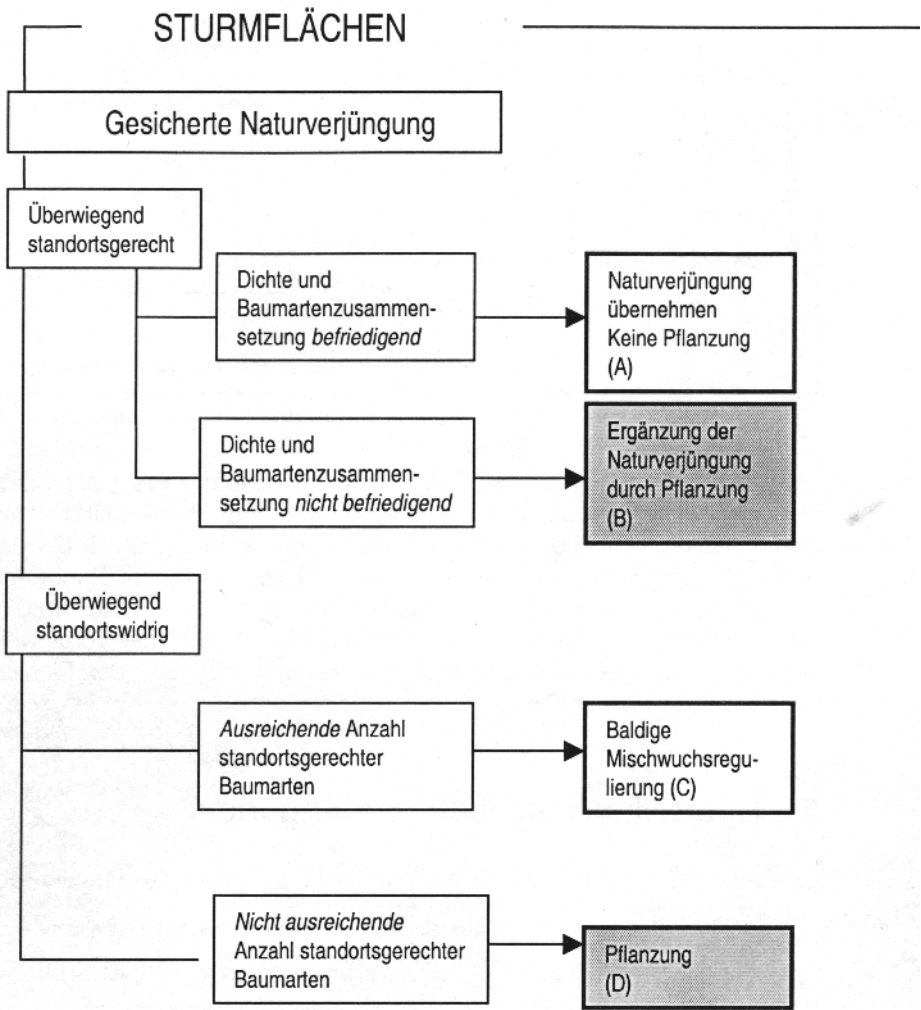 STURMFLÄCHEN
Gesicherte Naturverjüngung
Überwiegend
standortsgerecht
Dichte und
Baumartenzusammen-
setzung befriedigend
Naturverjüngung
übernehmen
Keine Pflanzung
(A)
Dichte und
Baumartenzusammen-
setzung nicht befriedigend
Ergänzung der
Naturverjüngung
durch Pflanzung
(B)
Überwiegend
standortswidrig
Ausreichende Anzahl
standortsgerechter
Baumarten
Baldige
Mischwuchsregu-
lierung (C)
Nicht ausreichende
Anzahl standortsgerechter
Baumarten
Pflanzung
(D)